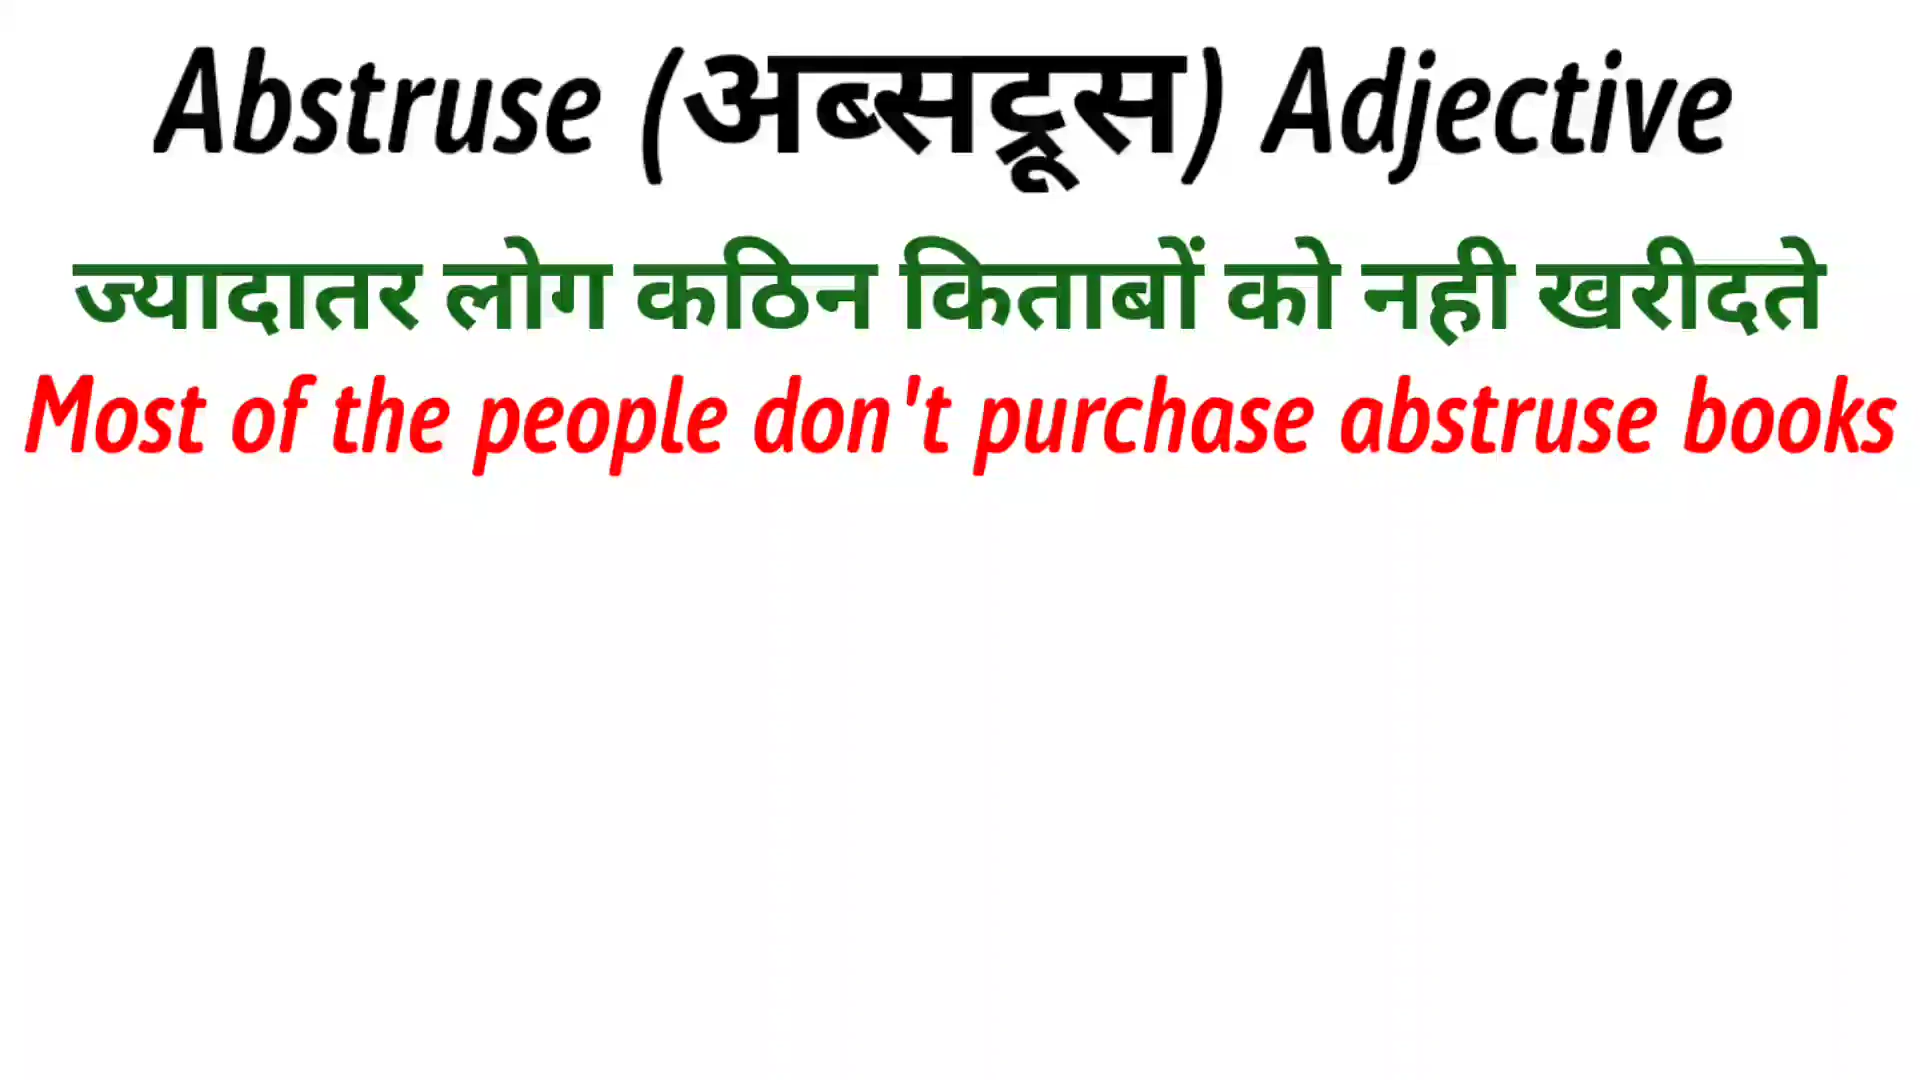 Abstruse (अब्सट्रूस) Adjective
ज्यादातर लोग कठिन किताबों को नही खरीदते
Most of the people don't purchase abstruse books